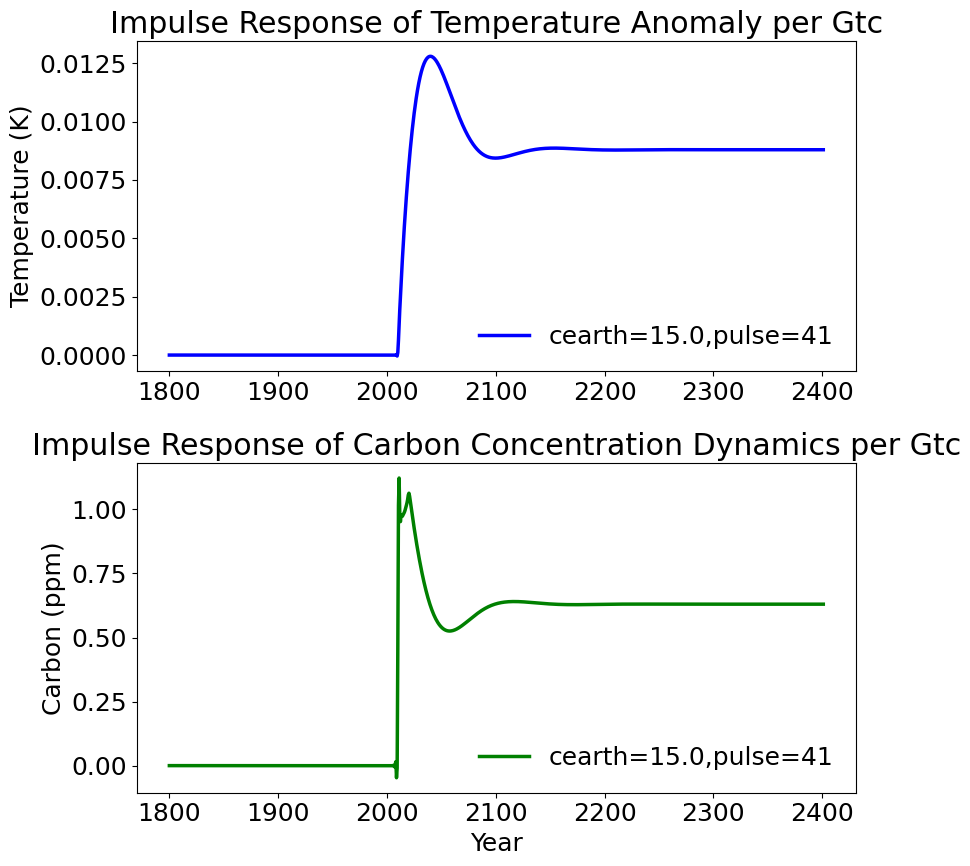 Impulse Response of Temperature Anomaly per Gtc
Temperature (K)
0.0125
0.0100
0.0075
0.0050
0.0025
0.0000
cearth=15.0,pulse=41
1800 1900 2000 2100 2200 2300 2400
Impulse Response of Carbon Concentration Dynamics per Gtc
Carbon (ppm)
1.00
0.75
0.50
0.25
0.00
cearth=15.0,pulse=41
1800 1900 2000 2100 2200 2300 2400
Year